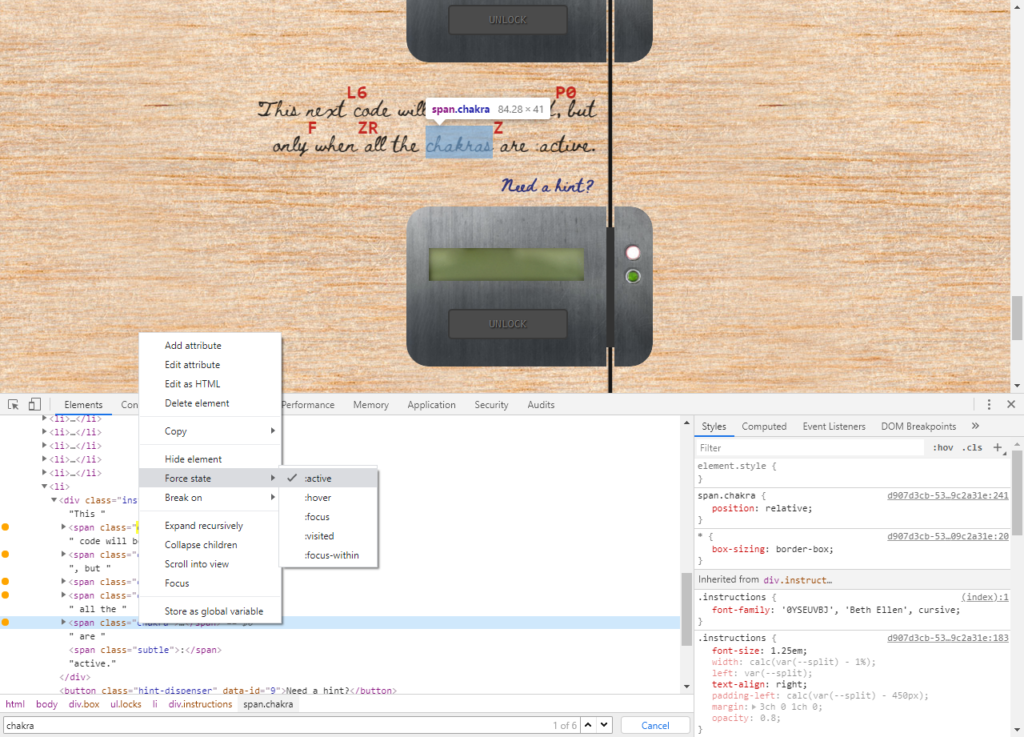 UNLOCK
L6 P0
This next code will , but
span.chakra 84.28 × 41
F ZR Z
only when all the chakras are :active.
Need a hint?
UNLOCK
Elements Performance Memory Application Security Audits
Add attribute
Edit attribute
Edit as HTML
Delete element
Copy
Hide element
Force state
Break on
Expand recursively
Collapse children
Scroll into view
Focus
Store as global variable
✓ :active
:hover
:focus
:visited
:focus-within
▶<li>…</li>
▶<li>…</li>
▶<li>…</li>
▶<li>…</li>
▶<li>…</li>
▼<li>
▼<div class="ins
"This "
▶<span class="
" code will b
▶<span class="
", but "
▶<span class="
▶<span class="
" all the "
▶<span class="
" are "
<span class="subtle">:</span>
"active."
</div>
<button class="hint-dispenser" data-id="9">Need a hint?</button>
html body div.box ul.locks li div.instructions span.chakra
chakra 1 of 6 Cancel
Styles Computed Event Listeners DOM Breakpoints »
Filter :hov .cls +
element.style {
}
span.chakra { d907d3cb-53…9c2a31e:241
position: relative;
}
* { d907d3cb-53…09c2a31e:20
box-sizing: border-box;
}
Inherited from div.instruct…
.instructions { (index):1
font-family: '0YSEUVBJ', 'Beth Ellen', cursive;
}
.instructions { d907d3cb-53…9c2a31e:183
font-size: 1.25em;
width: calc(var(--split) - 1%);
left: var(--split);
text-align: right;
padding-left: calc(var(--split) - 450px);
margin:▶3ch 0 1ch 0;
opacity: 0.8;
}